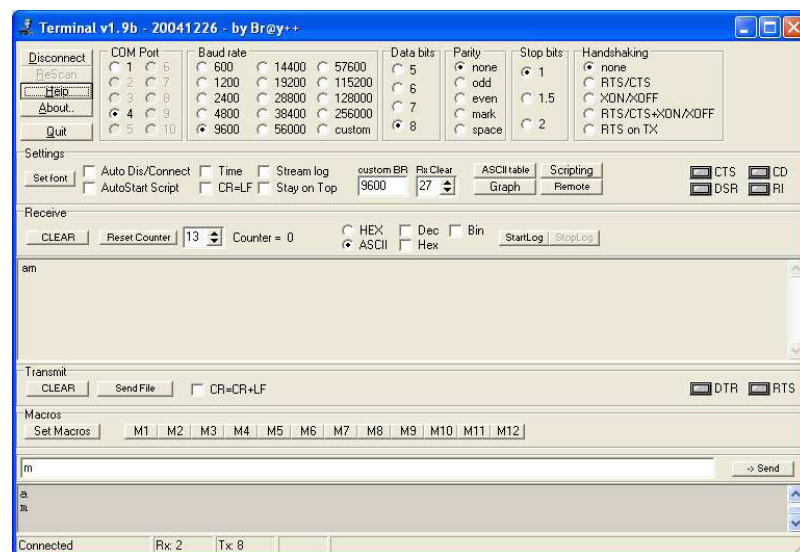 Terminal v1.9b - 20041226 - by Br@y++
Disconnect
ReScan
Help
About..
Quit
COM Port
1 6
2 7
3 8
4 9
5 10
Baud rate
600 14400 57600
1200 19200 115200
2400 28800 128000
4800 38400 256000
9600 56000 custom
Data bits
5
6
7
8
Parity
none
odd
even
mark
space
Stop bits
1
1.5
2
Handshaking
none
RTS/CTS
XON/XOFF
RTS/CTS+XON/XOFF
RTS on TX
Settings
Set font
Auto Dis/Connect Time Stream log
AutoStart Script CR=LF Stay on Top
custom BR Rx Clear
9600 27
ASCII table Scripting
Graph Remote
CTS CD
DSR RI
Receive
CLEAR Reset Counter 13 Counter = 0
HEX Dec Bin
ASCII Hex
StartLog StopLog
am
Transmit
CLEAR Send File CR=CR+LF DTR RTS
Macros
Set Macros M1 M2 M3 M4 M5 M6 M7 M8 M9 M10 M11 M12
m -> Send
a
m
Connected Rx: 2 Tx: 8